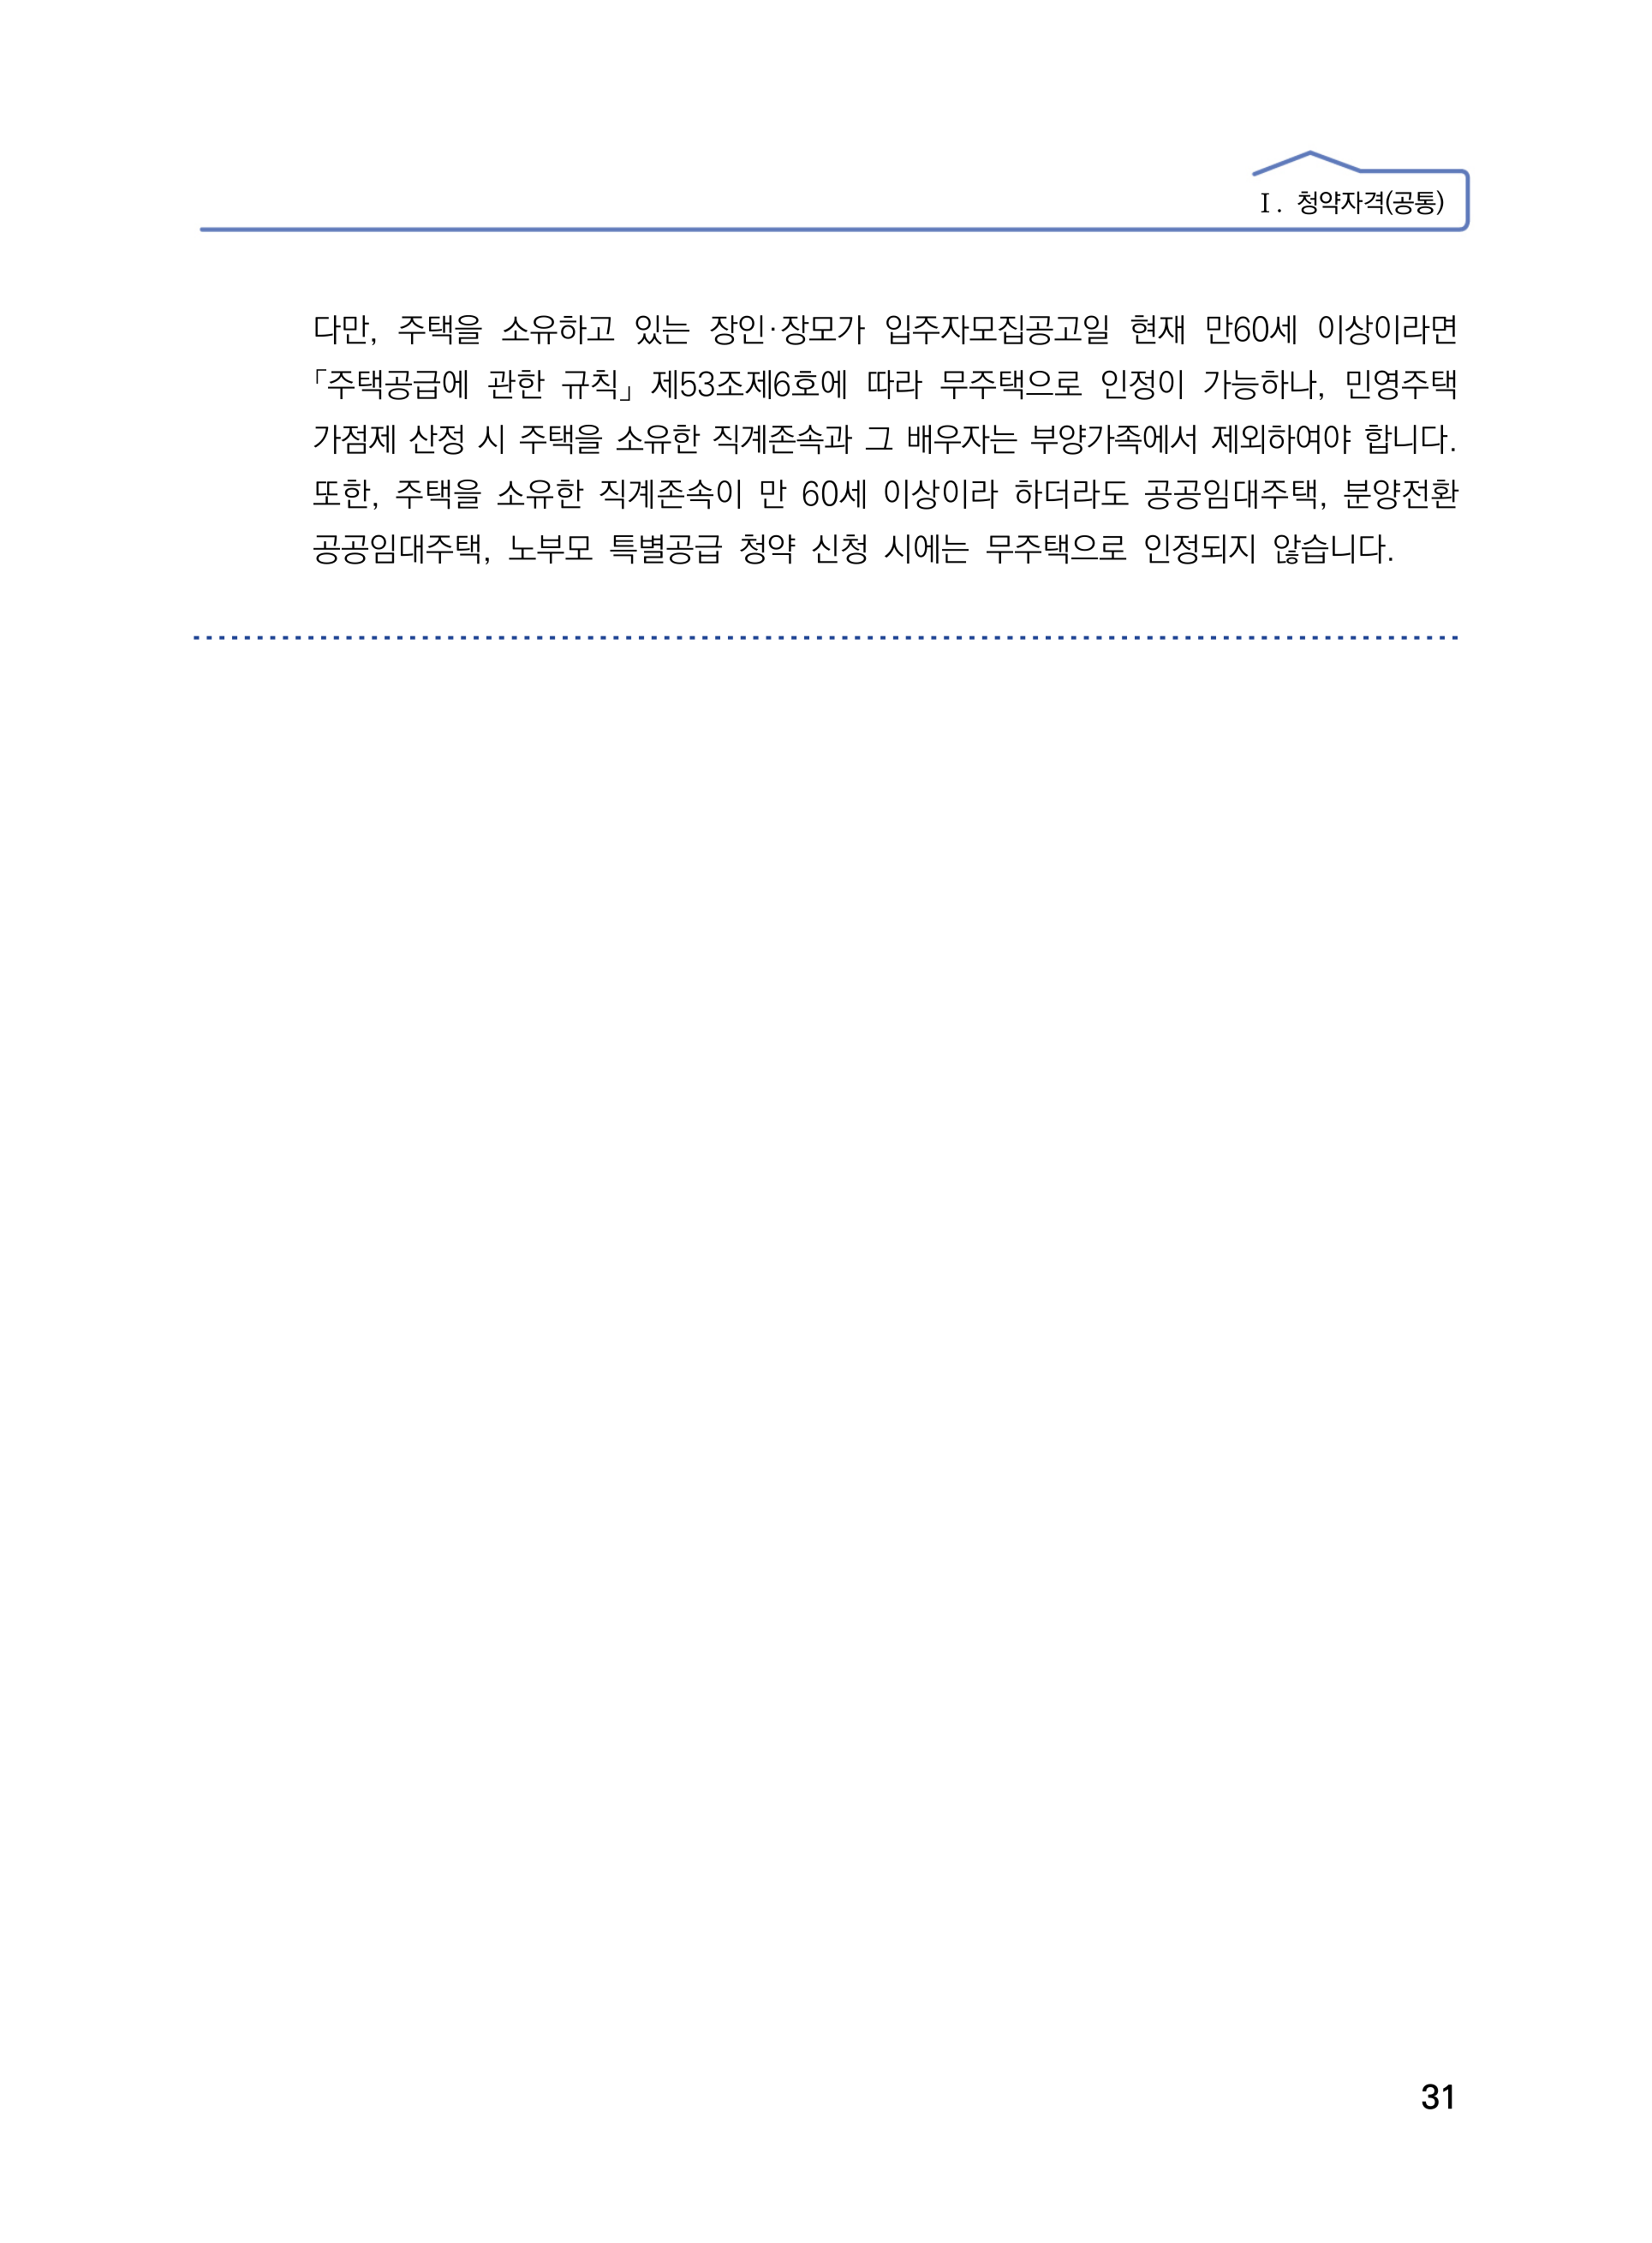 Ⅰ. 청약자격(공통)
다만, 주택을 소유하고 있는 장인·장모가 입주자모집공고일 현재 만60세 이상이라면
「주택공급에 관한 규칙」 제53조제6호에 따라 무주택으로 인정이 가능하나, 민영주택
가점제 산정 시 주택을 소유한 직계존속과 그 배우자는 부양가족에서 제외하여야 합니다.
또한, 주택을 소유한 직계존속이 만 60세 이상이라 하더라도 공공임대주택, 분양전환
공공임대주택, 노부모 특별공급 청약 신청 시에는 무주택으로 인정되지 않습니다.
31